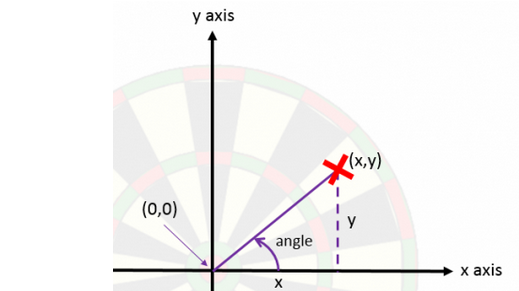 y axis
(x,y)
(0,0)
y
angle
x axis
x